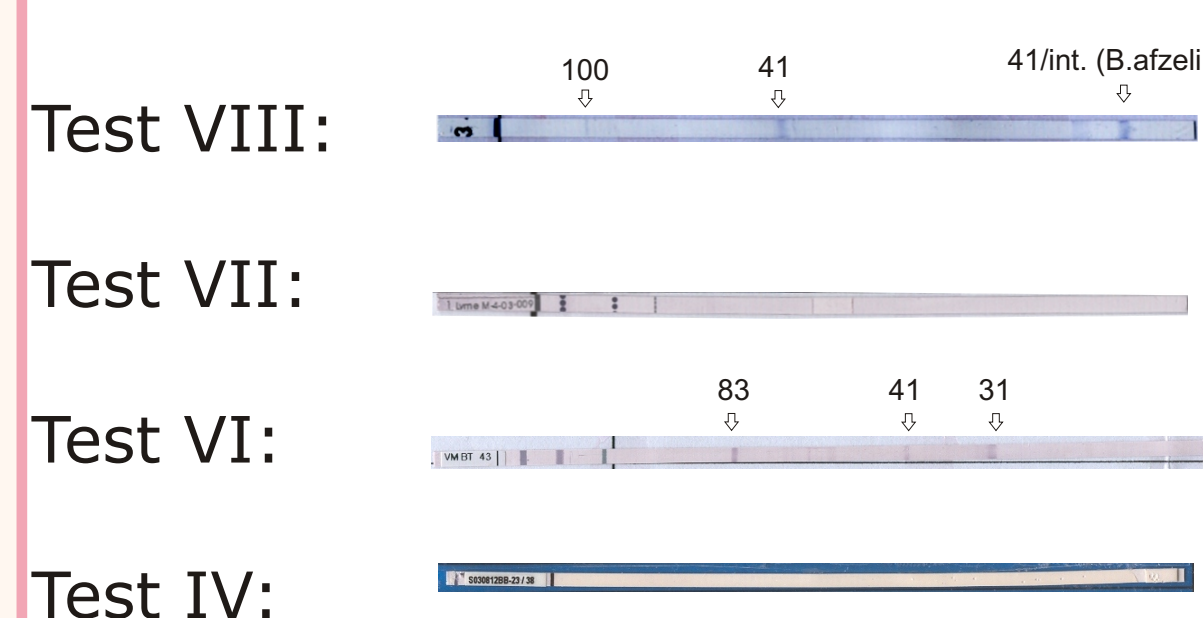 100 41 41/int. (B.afzeli
Test VIII:
3
Test VII:
Lyme M-4-03-009
83 41 31
Test VI:
VM BT 43
Test IV:
S030812BB-23 / 38